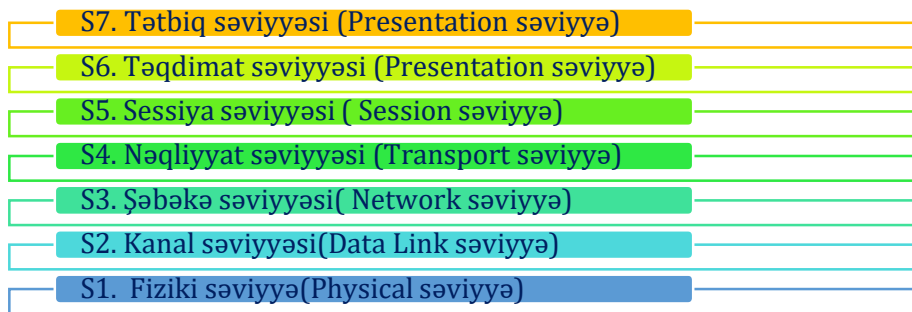 S7. Tətbiq səviyyəsi (Presentation səviyyə)
S6. Təqdimat səviyyəsi (Presentation səviyyə)
S5. Sessiya səviyyəsi ( Session səviyyə)
S4. Nəqliyyat səviyyəsi (Transport səviyyə)
S3. Şəbəkə səviyyəsi( Network səviyyə)
S2. Kanal səviyyəsi(Data Link səviyyə)
S1.  Fiziki səviyyə(Physical səviyyə)